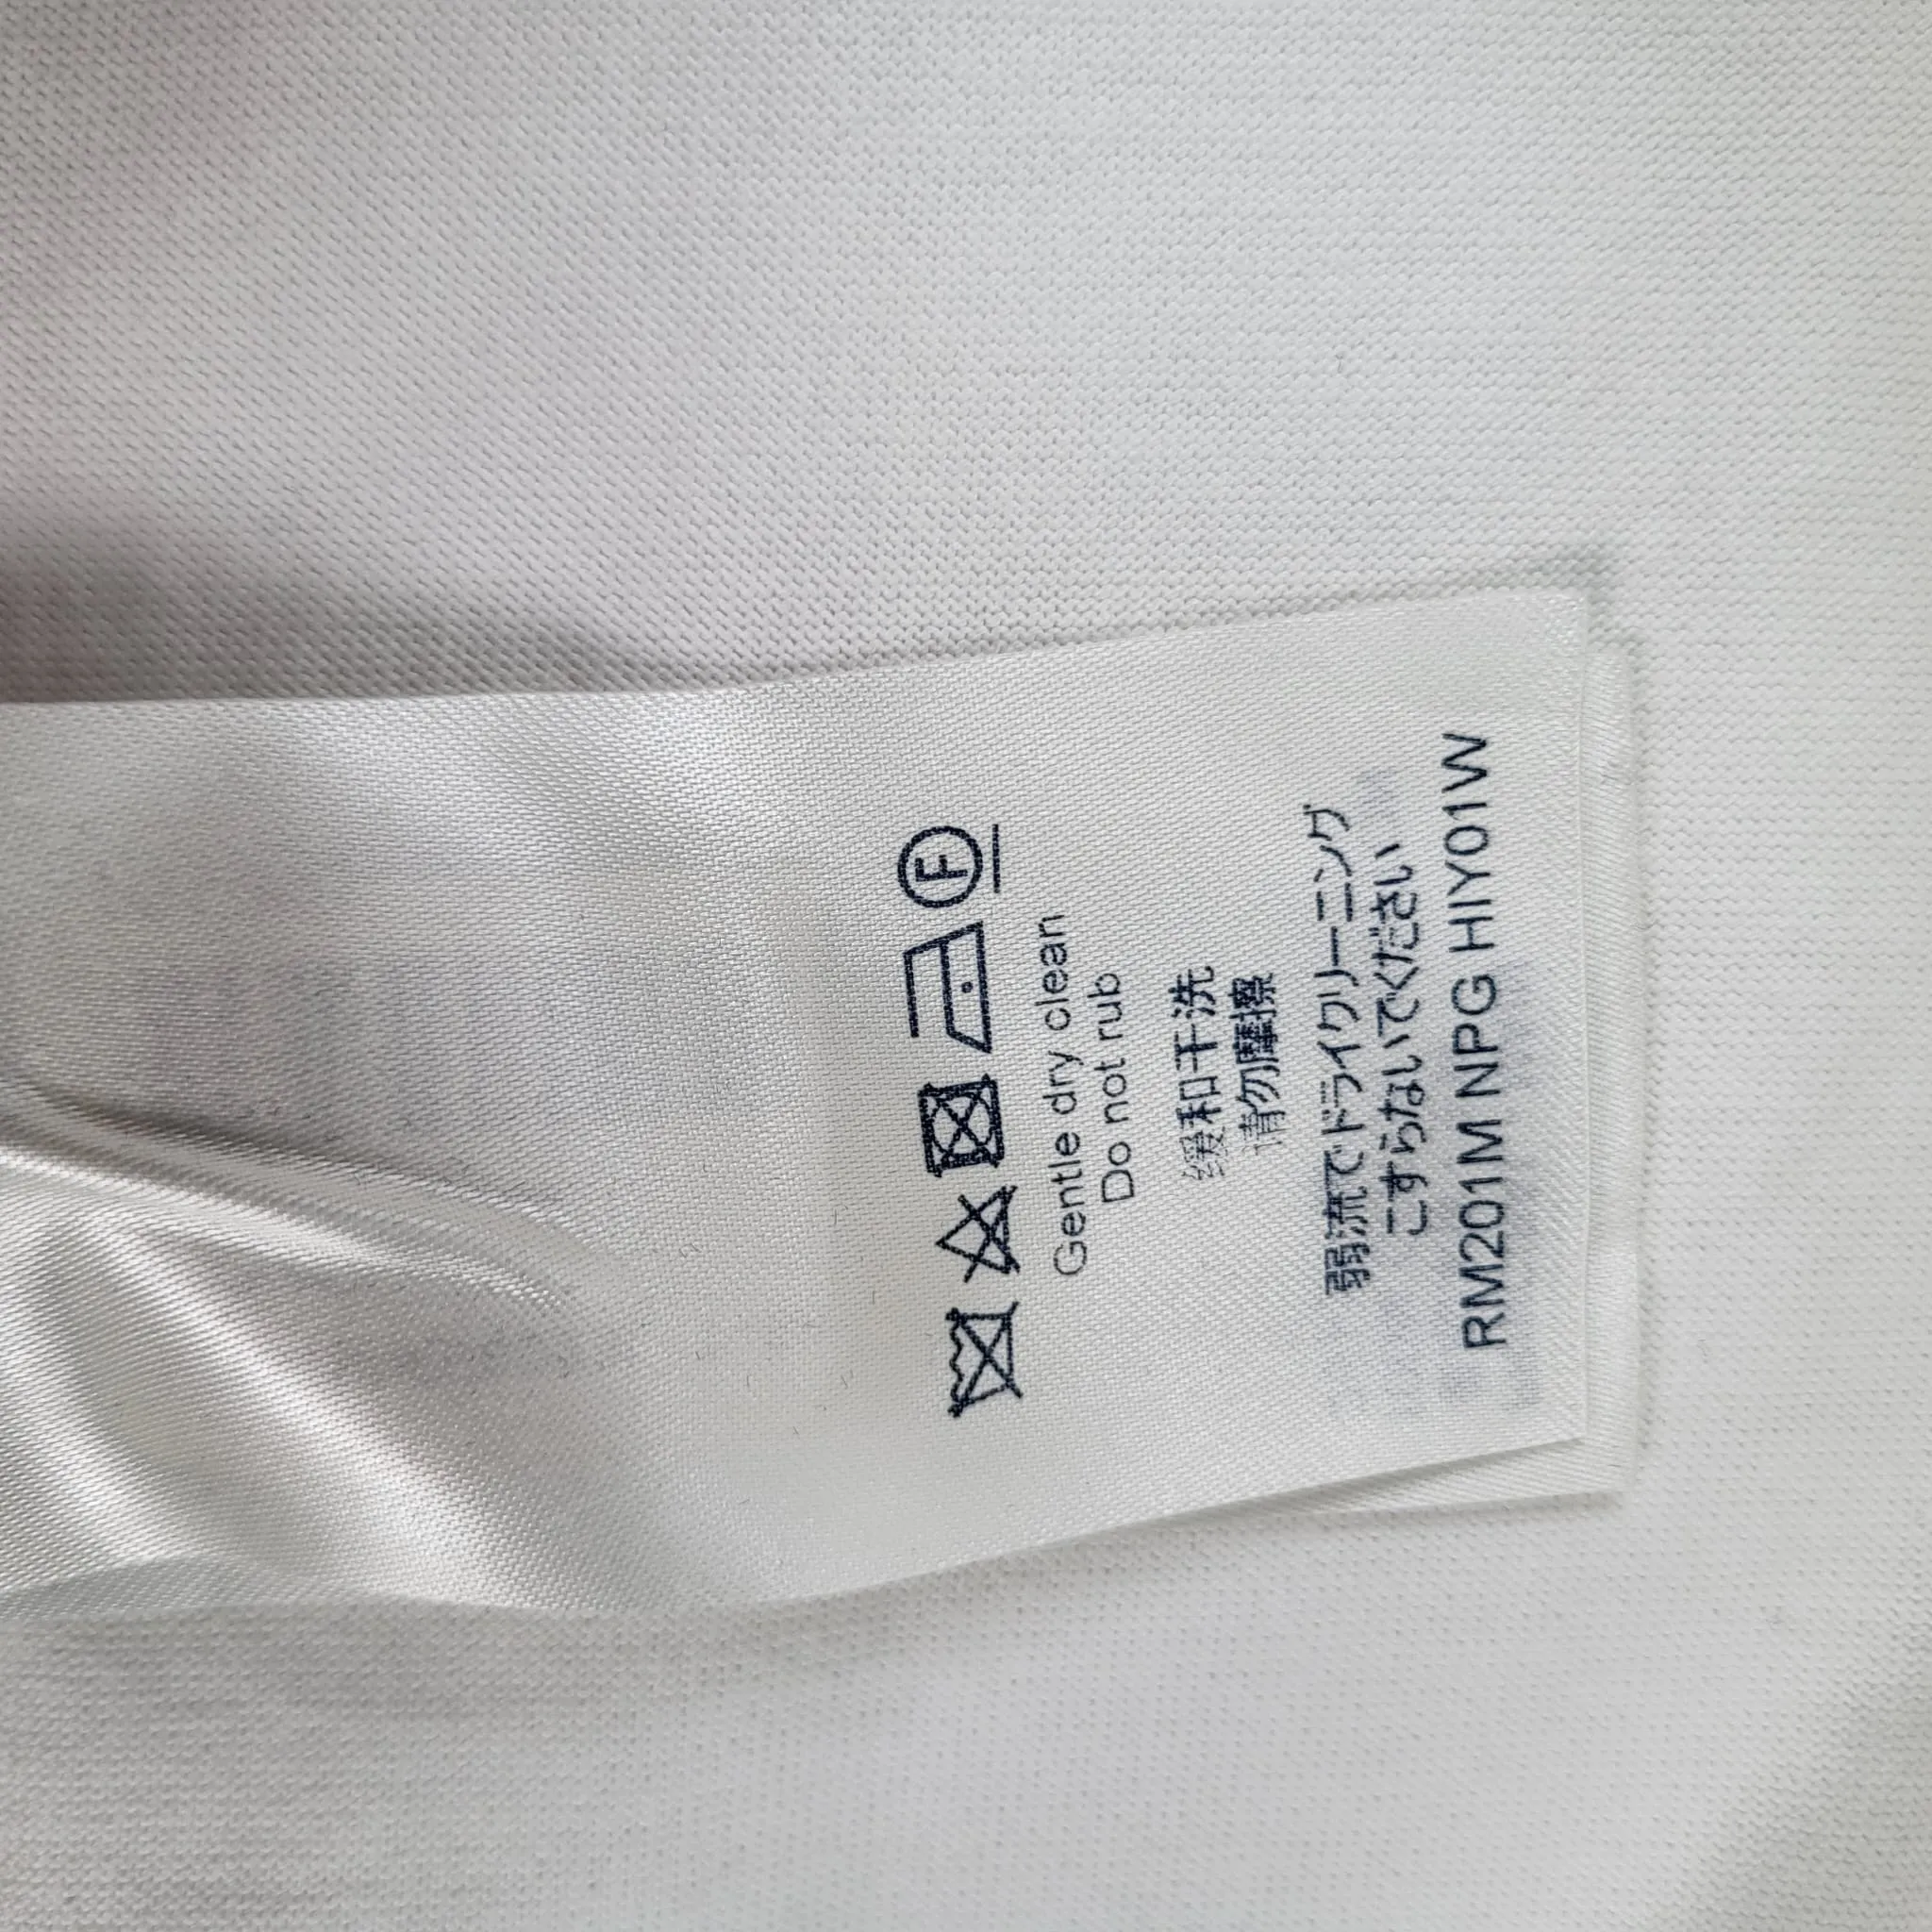 F
Gentle dry clean
Do not rub
缓和干洗
请勿摩擦
弱流でドライクリーニング
こすらないでください
RM201M NPG HIY01W